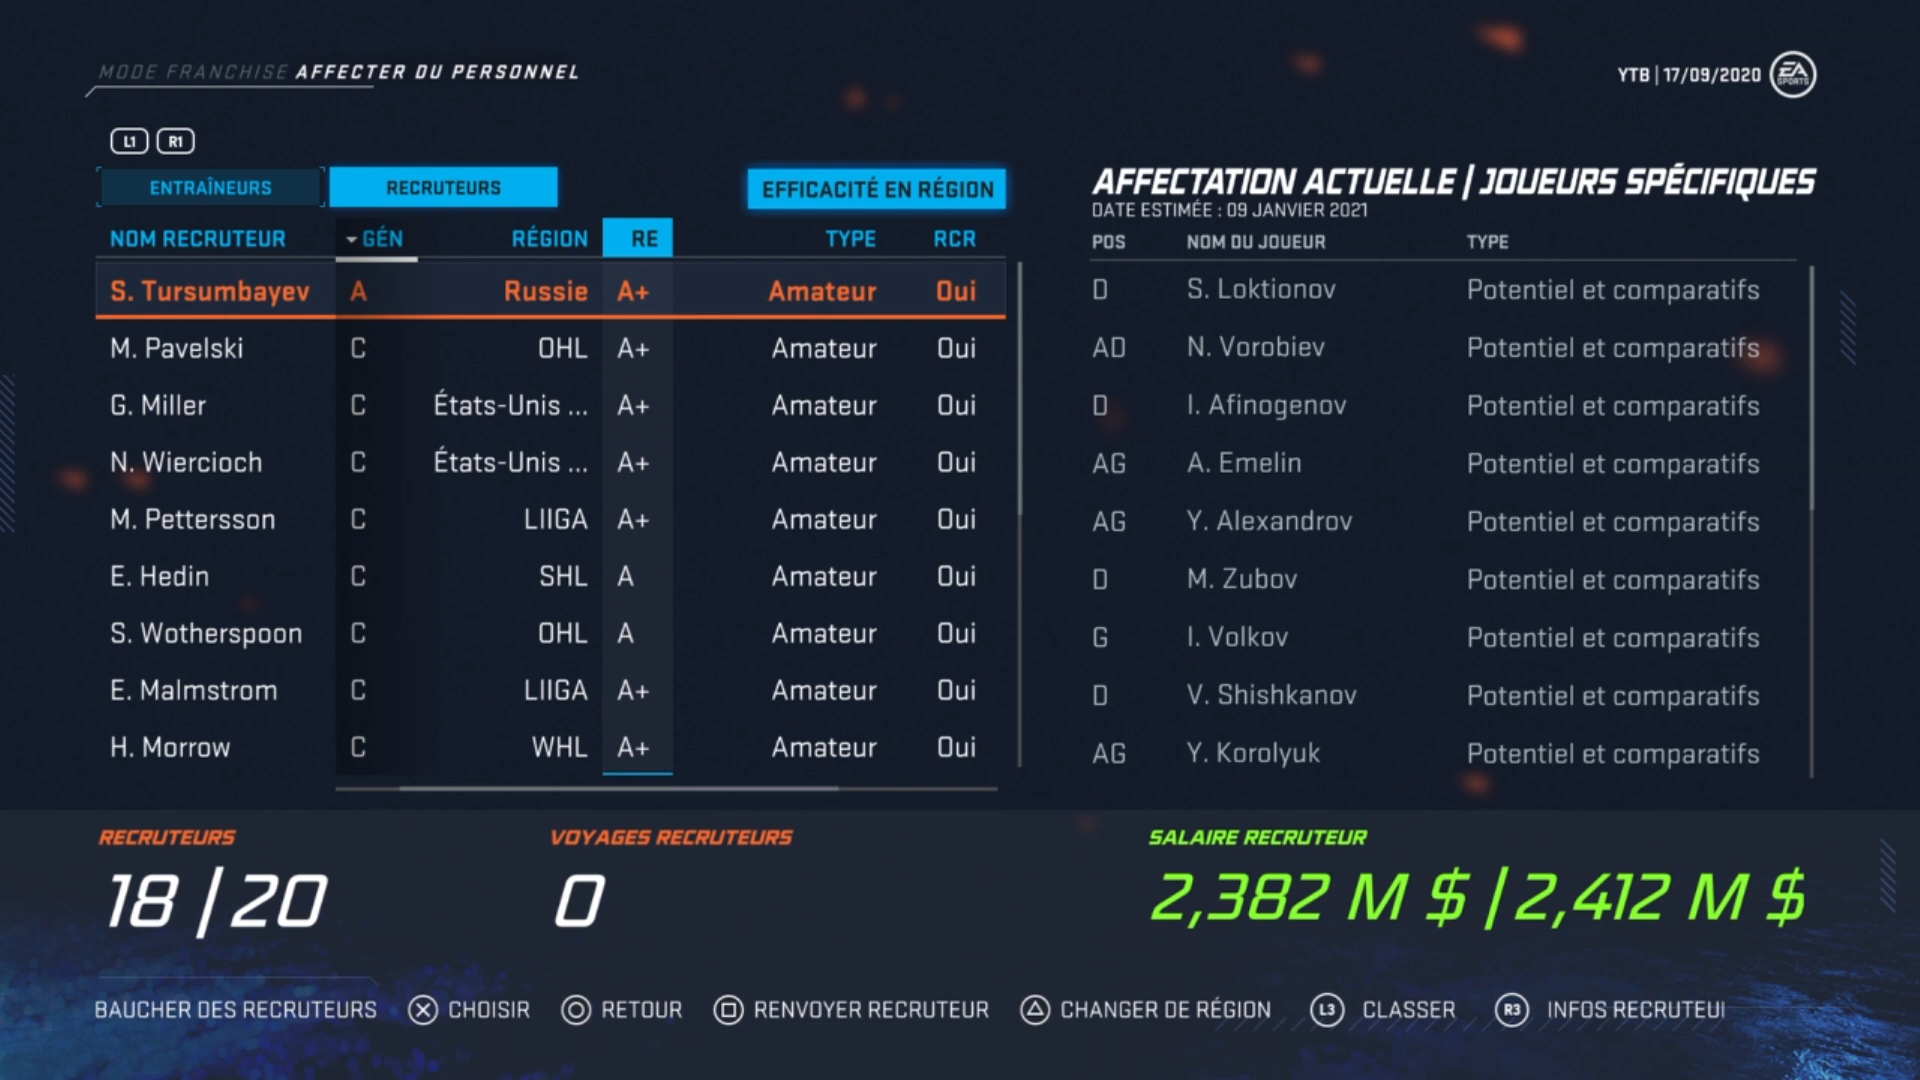 MODE FRANCHISE AFFECTER DU PERSONNEL
YTB | 17/09/2020
EA SPORTS
L1 R1
ENTRAÎNEURS RECRUTEURS EFFICACITÉ EN RÉGION
NOM RECRUTEUR GÉN RÉGION RE TYPE RCR
S. Tursumbayev A Russie A+ Amateur Oui
M. Pavelski C OHL A+ Amateur Oui
G. Miller C États-Unis ... A+ Amateur Oui
N. Wiercioch C États-Unis ... A+ Amateur Oui
M. Pettersson C LIIGA A+ Amateur Oui
E. Hedin C SHL A Amateur Oui
S. Wotherspoon C OHL A Amateur Oui
E. Malmstrom C LIIGA A+ Amateur Oui
H. Morrow C WHL A+ Amateur Oui
AFFECTATION ACTUELLE | JOUEURS SPÉCIFIQUES
DATE ESTIMÉE : 09 JANVIER 2021
POS NOM DU JOUEUR TYPE
D S. Loktionov Potentiel et comparatifs
AD N. Vorobiev Potentiel et comparatifs
D I. Afinogenov Potentiel et comparatifs
AG A. Emelin Potentiel et comparatifs
AG Y. Alexandrov Potentiel et comparatifs
D M. Zubov Potentiel et comparatifs
G I. Volkov Potentiel et comparatifs
D V. Shishkanov Potentiel et comparatifs
AG Y. Korolyuk Potentiel et comparatifs
RECRUTEURS VOYAGES RECRUTEURS SALAIRE RECRUTEUR
18 | 20 0 2,382 M $ | 2,412 M $
BAUCHER DES RECRUTEURS CHOISIR RETOUR RENVOYER RECRUTEUR CHANGER DE RÉGION L3 CLASSER R3 INFOS RECRUTEUI